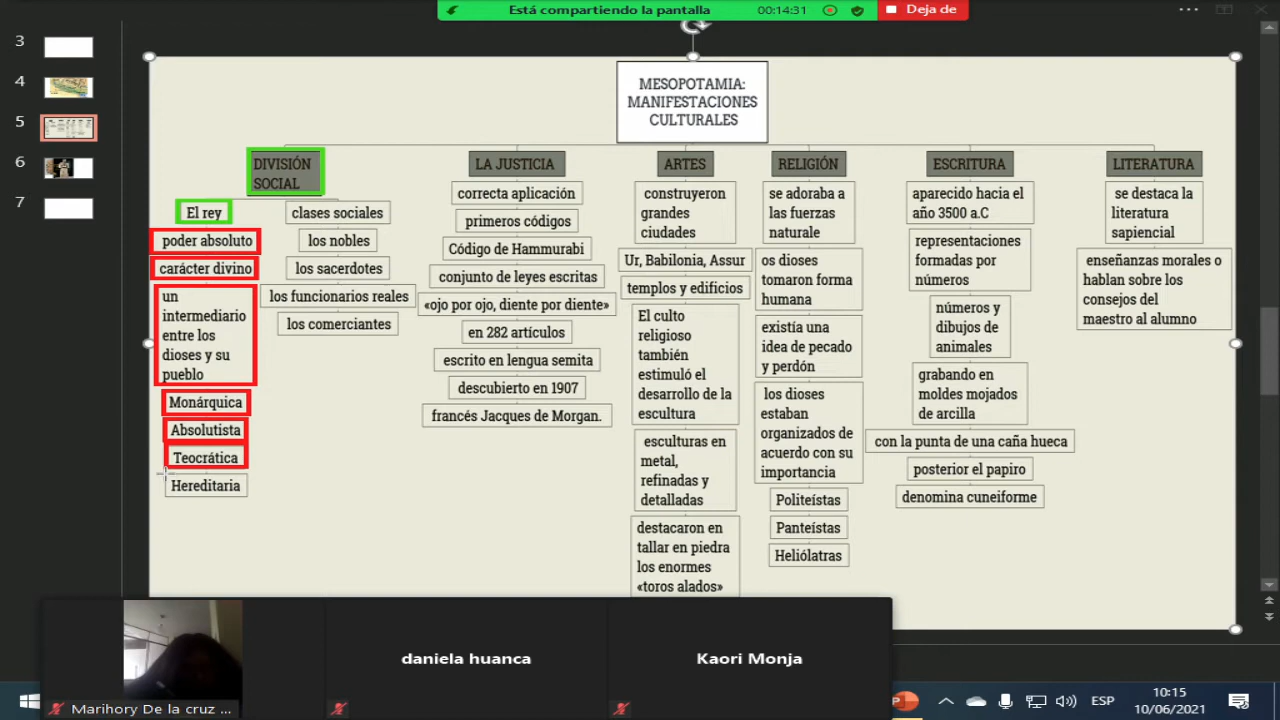 Está compartiendo la pantalla
00:14:31
Deja de
3
4
5
6
7
MESOPOTAMIA:
MANIFESTACIONES
CULTURALES
DIVISIÓN
SOCIAL
El rey
poder absoluto
carácter divino
un
intermediario
entre los
dioses y su
pueblo
Monárquica
Absolutista
Teocrática
Hereditaria
clases sociales
los nobles
los sacerdotes
los funcionarios reales
los comerciantes
LA JUSTICIA
correcta aplicación
primeros códigos
Código de Hammurabi
conjunto de leyes escritas
«ojo por ojo, diente por diente»
en 282 artículos
escrito en lengua semita
descubierto en 1907
francés Jacques de Morgan.
ARTES
construyeron
grandes
ciudades
Ur, Babilonia, Assur
templos y edificios
El culto
religioso
también
estimuló el
desarrollo de la
escultura
esculturas en
metal,
refinadas y
detalladas
destacaron en
tallar en piedra
los enormes
«toros alados»
RELIGIÓN
se adoraba a
las fuerzas
naturale
os dioses
tomaron forma
humana
existía una
idea de pecado
y perdón
los dioses
estaban
organizados de
acuerdo con su
importancia
Politeístas
Panteístas
Heliólatras
ESCRITURA
aparecido hacia el
año 3500 a.C
representaciones
formadas por
números
números y
dibujos de
animales
grabando en
moldes mojados
de arcilla
con la punta de una caña hueca
posterior el papiro
denomina cuneiforme
LITERATURA
se destaca la
literatura
sapiencial
enseñanzas morales o
hablan sobre los
consejos del
maestro al alumno
Marihory De la cruz ...
daniela huanca
Kaori Monja
ESP
10:15
10/06/2021